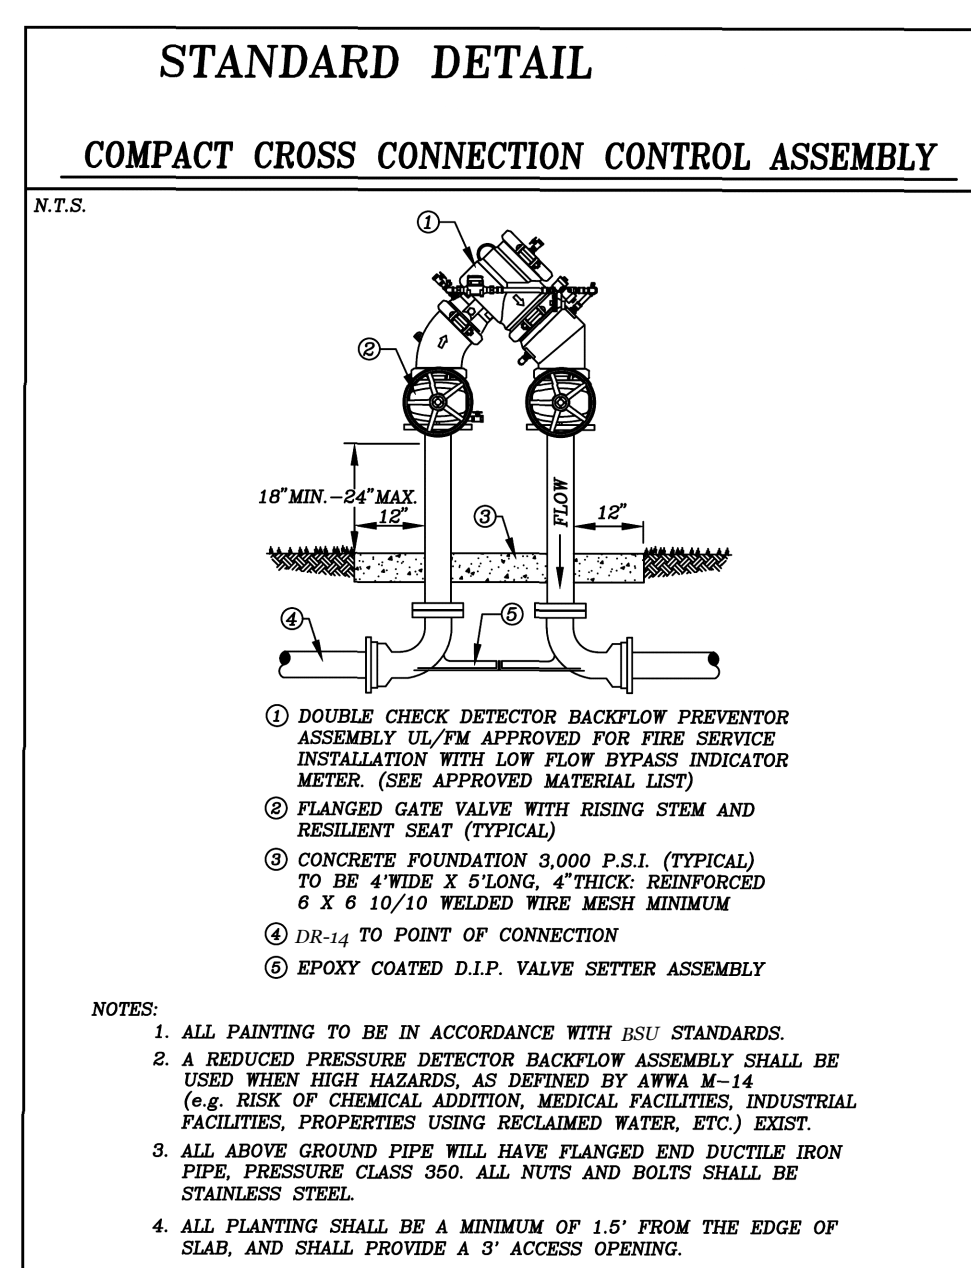 STANDARD DETAIL
COMPACT CROSS CONNECTION CONTROL ASSEMBLY
N.T.S.
1
2
18"MIN.-24"MAX.
12"
3
FLOW
12"
4
5
1 DOUBLE CHECK DETECTOR BACKFLOW PREVENTOR
ASSEMBLY UL/FM APPROVED FOR FIRE SERVICE
INSTALLATION WITH LOW FLOW BYPASS INDICATOR
METER. (SEE APPROVED MATERIAL LIST)
2 FLANGED GATE VALVE WITH RISING STEM AND
RESILIENT SEAT (TYPICAL)
3 CONCRETE FOUNDATION 3,000 P.S.I. (TYPICAL)
TO BE 4'WIDE X 5'LONG, 4"THICK: REINFORCED
6 X 6 10/10 WELDED WIRE MESH MINIMUM
4 DR-14 TO POINT OF CONNECTION
5 EPOXY COATED D.I.P. VALVE SETTER ASSEMBLY
NOTES:
1. ALL PAINTING TO BE IN ACCORDANCE WITH BSU STANDARDS.
2. A REDUCED PRESSURE DETECTOR BACKFLOW ASSEMBLY SHALL BE
USED WHEN HIGH HAZARDS, AS DEFINED BY AWWA M-14
(e.g. RISK OF CHEMICAL ADDITION, MEDICAL FACILITIES, INDUSTRIAL
FACILITIES, PROPERTIES USING RECLAIMED WATER, ETC.) EXIST.
3. ALL ABOVE GROUND PIPE WILL HAVE FLANGED END DUCTILE IRON
PIPE, PRESSURE CLASS 350. ALL NUTS AND BOLTS SHALL BE
STAINLESS STEEL.
4. ALL PLANTING SHALL BE A MINIMUM OF 1.5' FROM THE EDGE OF
SLAB, AND SHALL PROVIDE A 3' ACCESS OPENING.